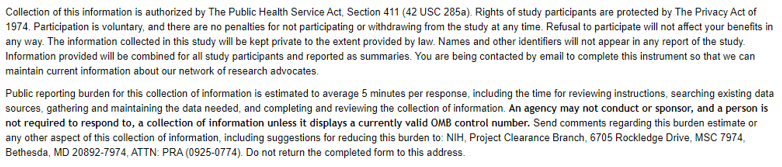 Collection of this information is authorized by The Public Health Service Act, Section 411 (42 USC 285a). Rights of study participants are protected by The Privacy Act of
1974. Participation is voluntary, and there are no penalties for not participating or withdrawing from the study at any time. Refusal to participate will not affect your benefits in
any way. The information collected in this study will be kept private to the extent provided by law. Names and other identifiers will not appear in any report of the study.
Information provided will be combined for all study participants and reported as summaries. You are being contacted by email to complete this instrument so that we can
maintain current information about our network of research advocates.
Public reporting burden for this collection of information is estimated to average 5 minutes per response, including the time for reviewing instructions, searching existing data
sources, gathering and maintaining the data needed, and completing and reviewing the collection of information. An agency may not conduct or sponsor, and a person is
not required to respond to, a collection of information unless it displays a currently valid OMB control number. Send comments regarding this burden estimate or
any other aspect of this collection of information, including suggestions for reducing this burden to: NIH, Project Clearance Branch, 6705 Rockledge Drive, MSC 7974,
Bethesda, MD 20892-7974, ATTN: PRA (0925-0774). Do not return the completed form to this address.